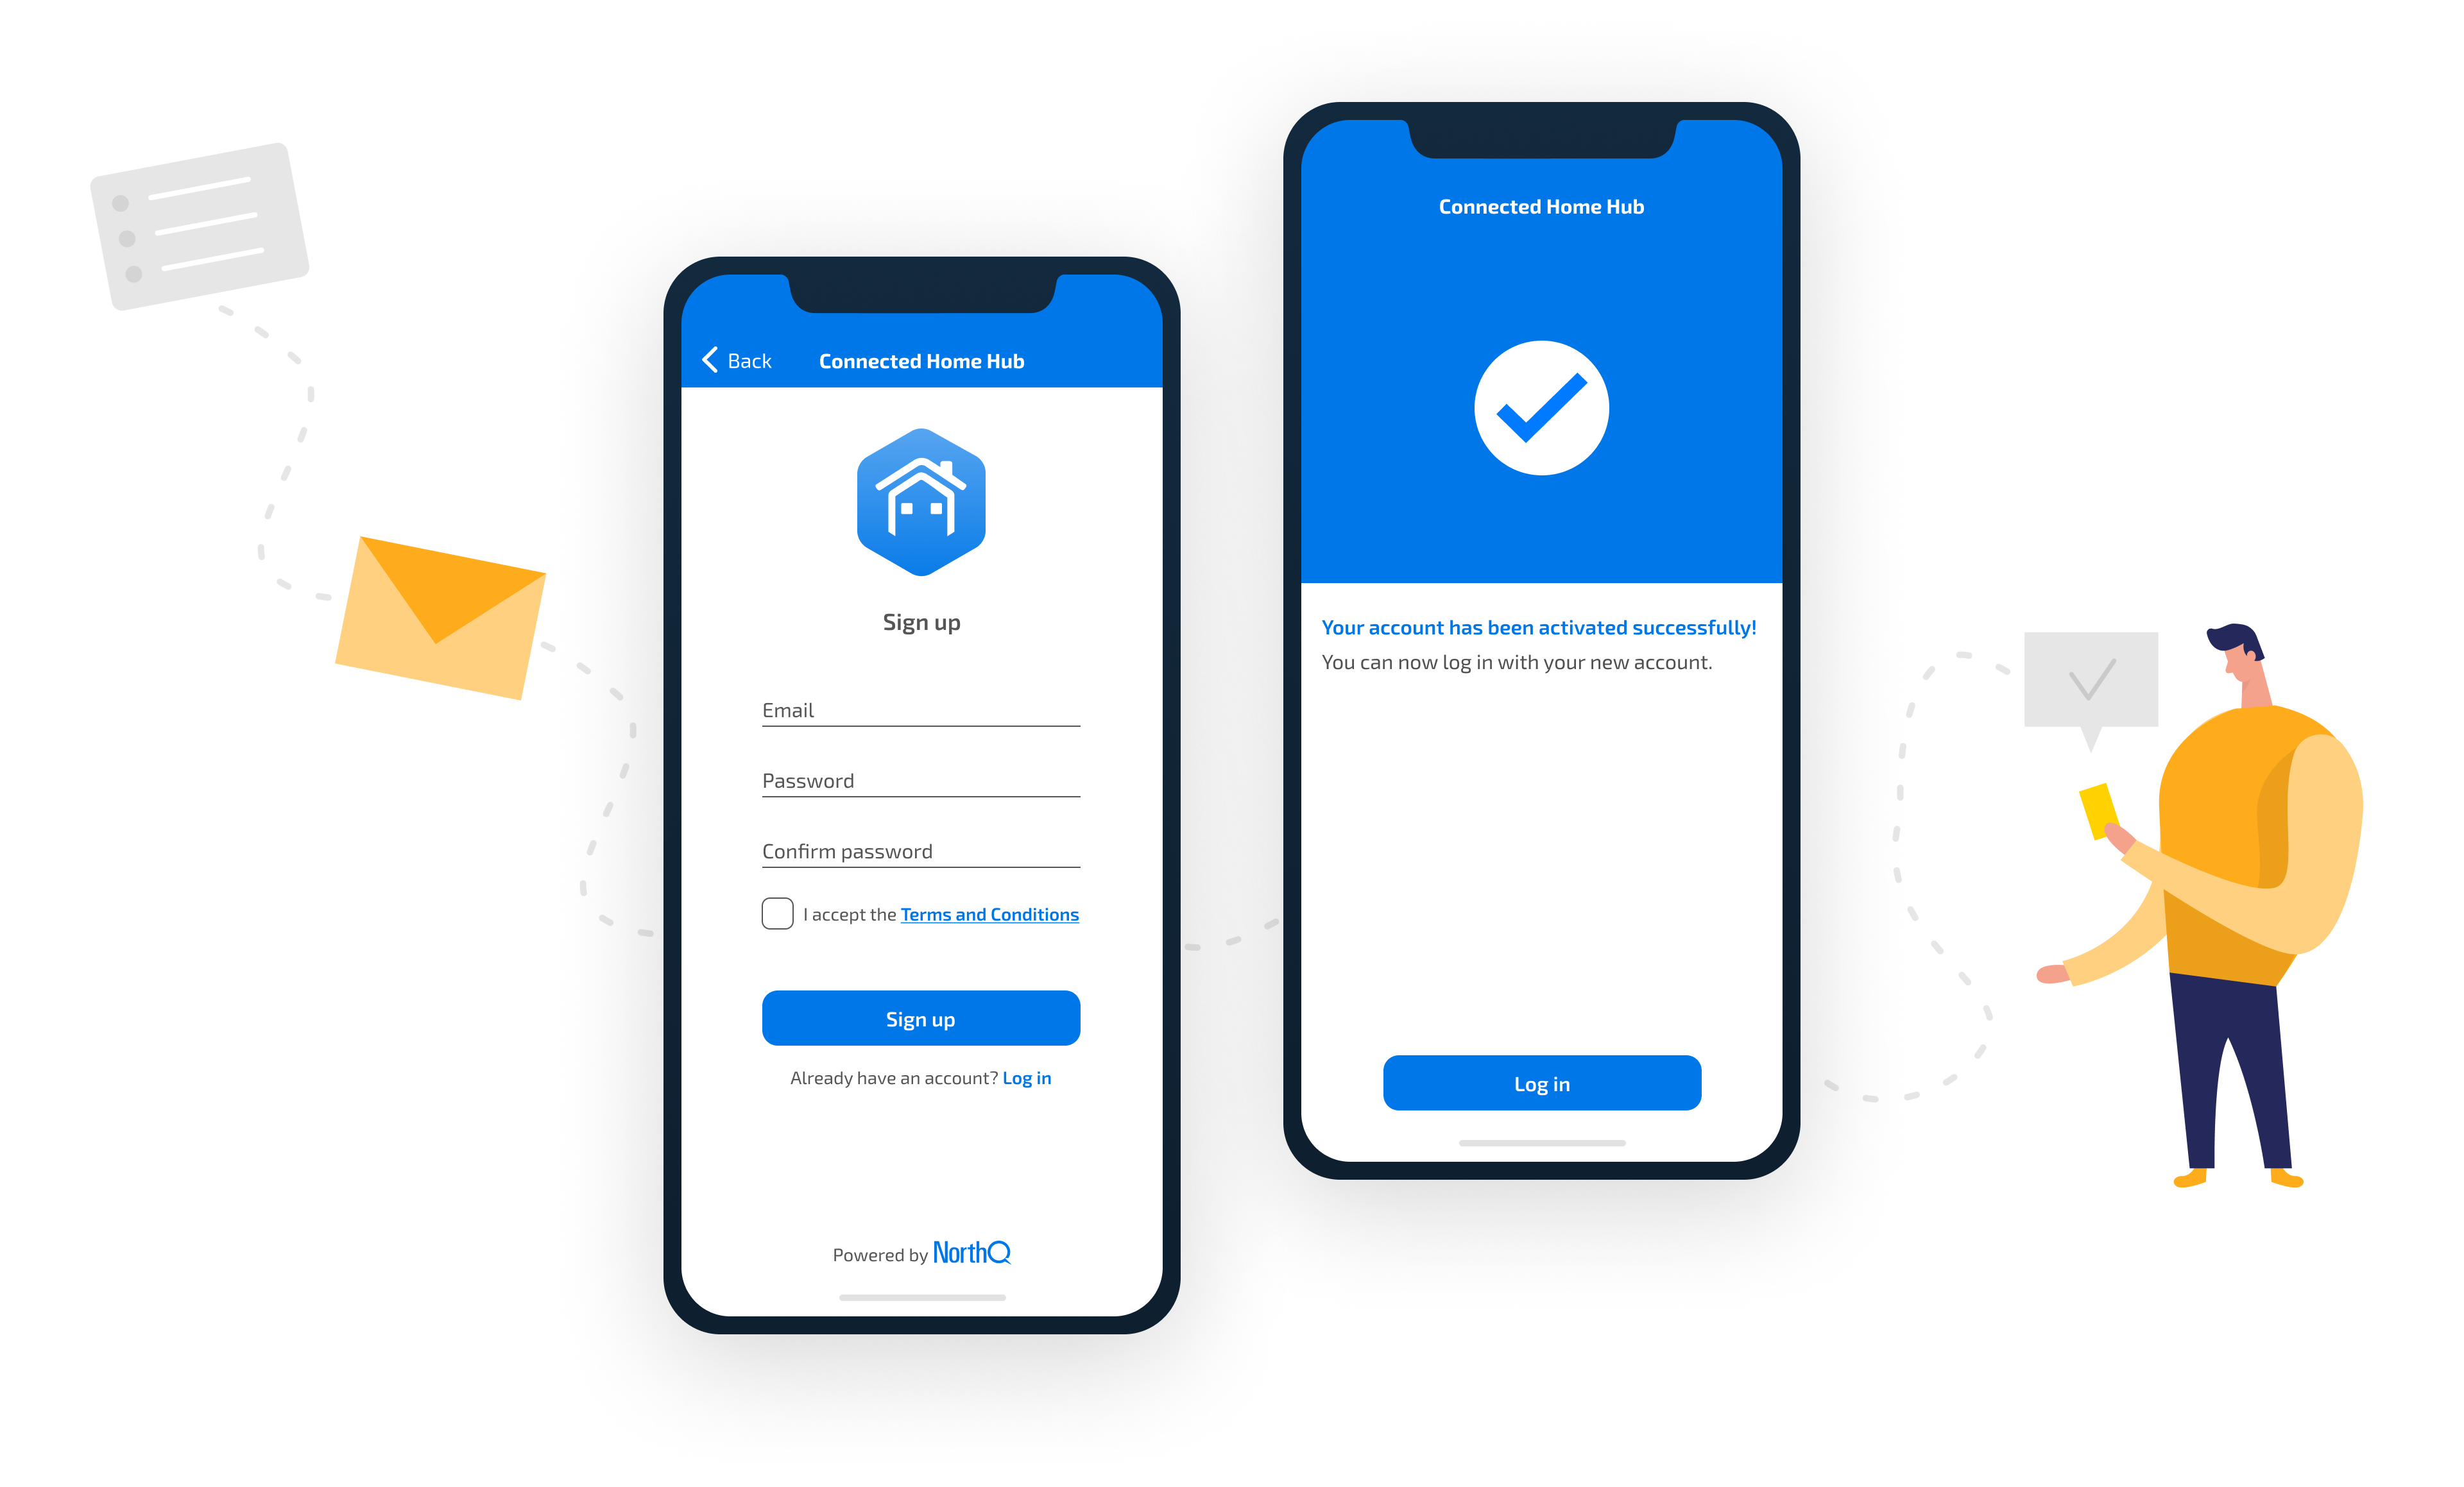 Back
Connected Home Hub
Sign up
Email
Password
Confirm password
I accept the Terms and Conditions
Sign up
Already have an account? Log in
Powered by NorthQ
Connected Home Hub
Your account has been activated successfully!
You can now log in with your new account.
Log in